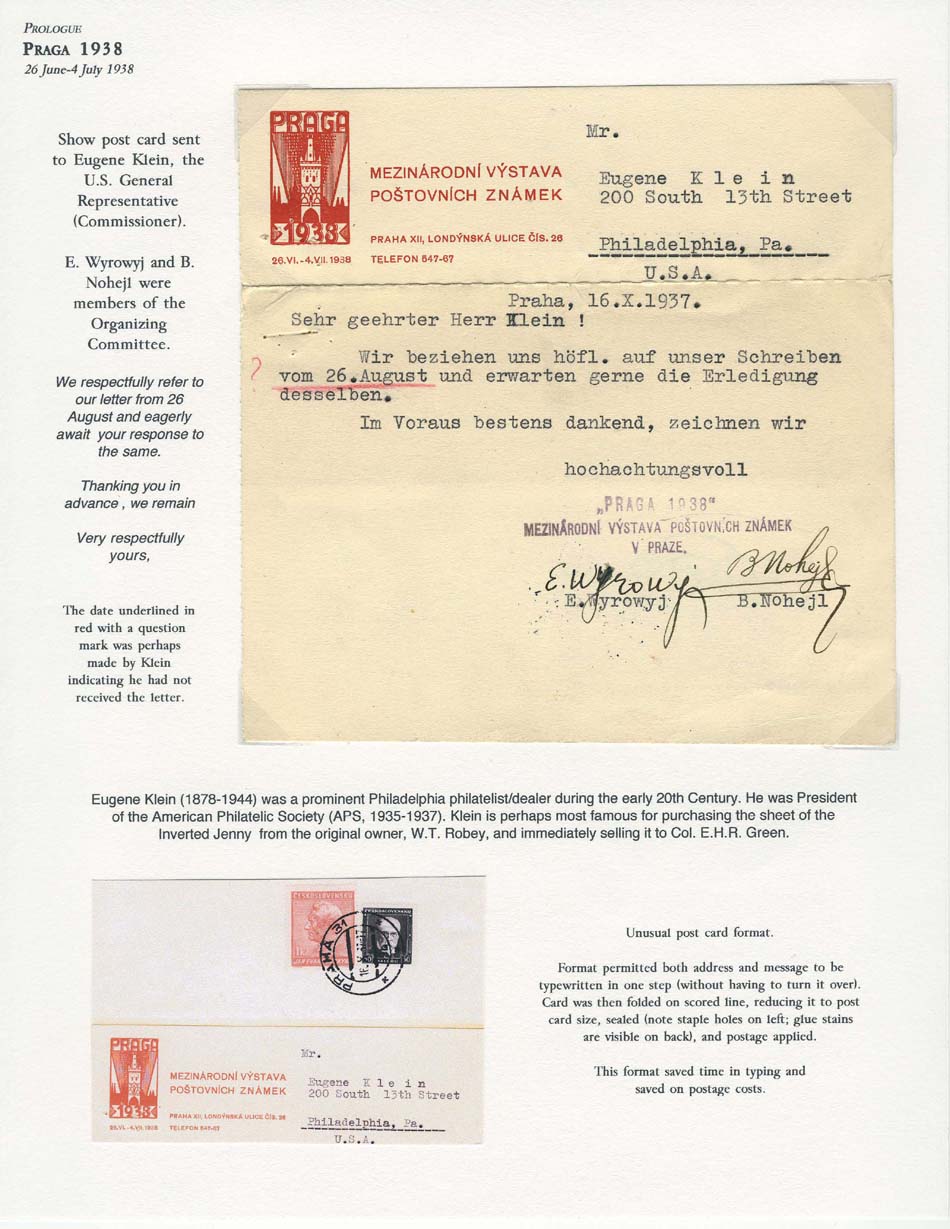 PROLOGUE
PRAGA 1938
26 June-4 July 1938
Show post card sent
to Eugene Klein, the
U.S. General
Representative
(Commissioner).
E. Wyrowyj and B.
Nohejl were
members of the
Organizing
Committee.
We respectfully refer to
our letter from 26
August and eagerly
await your response to
the same.
Thanking you in
advance , we remain
Very respectfully
yours,
The date underlined in
red with a question
mark was perhaps
made by Klein
indicating he had not
received the letter.
PRAGA
1938
26.VI.-4.VII.1938
MEZINÁRODNÍ VÝSTAVA
POŠTOVNÍCH ZNÁMEK
PRAHA XII, LONDÝNSKÁ ULICE ČÍS. 26
TELEFON 547-67
Mr.
Eugene K l e i n
200 South 13th Street
Philadelphia, Pa.
U.S.A.
Praha, 16.X.1937.
Sehr geehrter Herr Klein !
?
Wir beziehen uns höfl. auf unser Schreiben
vom 26.August und erwarten gerne die Erledigung
desselben.
Im Voraus bestens dankend, zeichnen wir
hochachtungsvoll
„PRAGA 1938"
MEZINÁRODNÍ VÝSTAVA POŠTOVNÍCH ZNÁMEK
V PRAZE.
E. Wyrowyj B Nohejl
E.Wyrowyj B.Nohejl
Eugene Klein (1878-1944) was a prominent Philadelphia philatelist/dealer during the early 20th Century. He was President
of the American Philatelic Society (APS, 1935-1937). Klein is perhaps most famous for purchasing the sheet of the
Inverted Jenny from the original owner, W.T. Robey, and immediately selling it to Col. E.H.R. Green.
ČESKOSLOVENSKO
ČESKOSLOVENSKO
PRAHA 31
PRAGA
1938
26.VI.-4.VII.1938
MEZINÁRODNÍ VÝSTAVA
POŠTOVNÍCH ZNÁMEK
PRAHA XII, LONDÝNSKÁ ULICE ČÍS. 26
TELEFON 547-67
Mr.
Eugene K l e i n
200 South 13th Street
Philadelphia, Pa.
U.S.A.
Unusual post card format.
Format permitted both address and message to be
typewritten in one step (without having to turn it over).
Card was then folded on scored line, reducing it to post
card size, sealed (note staple holes on left; glue stains
are visible on back), and postage applied.
This format saved time in typing and
saved on postage costs.